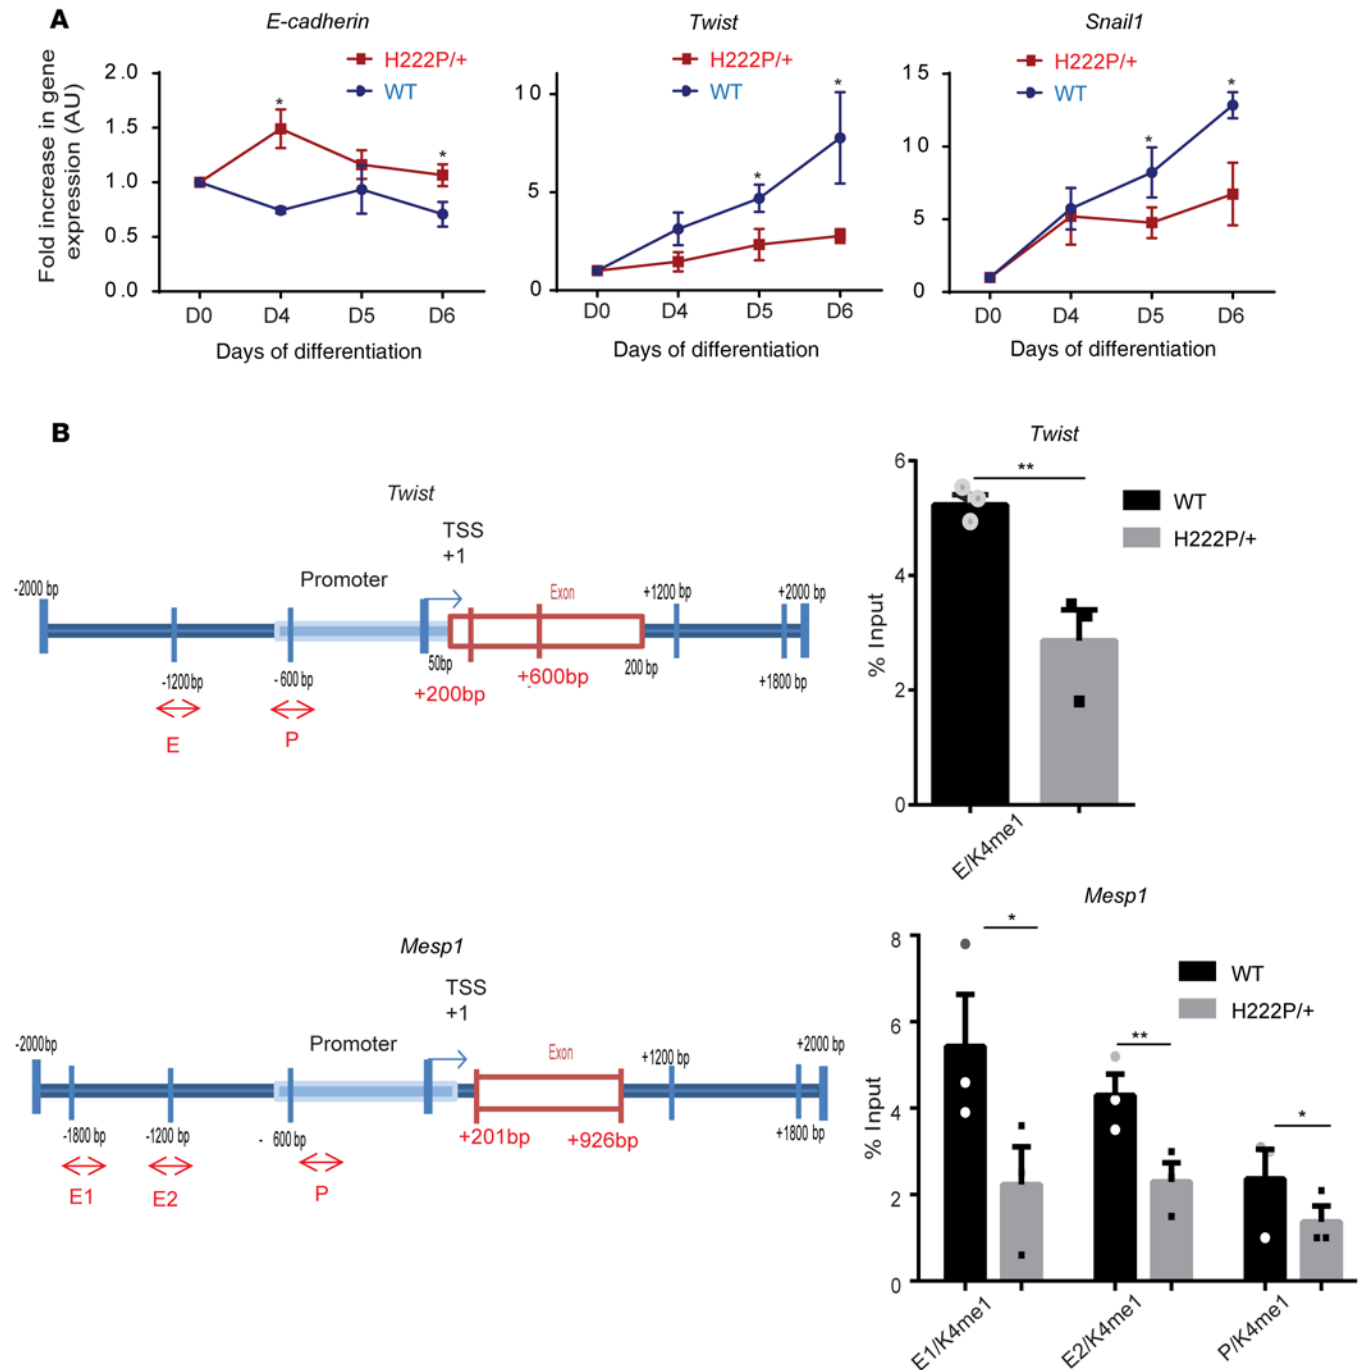 A
E-cadherin
H222P/+
WT
Fold increase in gene
expression (AU)
2.0
1.5
1.0
0.5
0.0
*
*
D0 D4 D5 D6
Days of differentiation
Twist
H222P/+
WT
10
5
0
*
*
D0 D4 D5 D6
Days of differentiation
Snail1
H222P/+
WT
15
10
5
0
*
*
D0 D4 D5 D6
Days of differentiation
B
Twist
TSS
+1
Promoter
Exon
-2000 bp
+1200 bp
+2000 bp
-1200bp
- 600 bp
50bp
200 bp
+1800 bp
+200bp
+600bp
E
P
Twist
6
4
2
0
% Input
**
WT
H222P/+
E/K4me1
Mesp1
TSS
+1
Promoter
Exon
-2000 bp
+1200 bp
+2000 bp
-1800 bp
-1200 bp
- 600 bp
+201bp
+926bp
+1800 bp
E1
E2
P
Mesp1
8
6
4
2
0
% Input
*
**
*
WT
H222P/+
E1/K4me1
E2/K4me1
P/K4me1